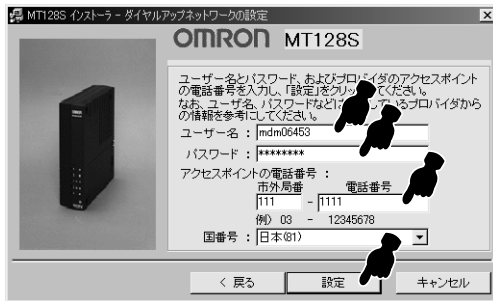 MT128S インストーラ - ダイヤルアップネットワークの設定
OMRON MT128S
ユーザー名とパスワード、およびプロバイダのアクセスポイント
の電話番号を入力し、「設定」をクリックしてください。
なお、ユーザ名、パスワードなどは しているプロバイダから
の情報を参考にしてください。
ユーザー名 : mdm06453
パスワード : ********
アクセスポイントの電話番号 :
市外局番 電話番号
111 - 1111
例) 03 - 12345678
国番号 : 日本(81)
< 戻る 設定 キャンセル